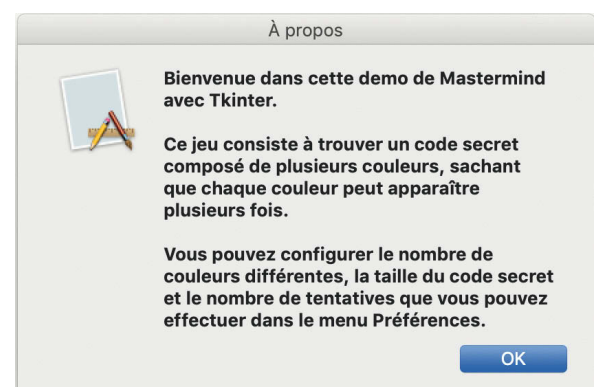 À propos
Bienvenue dans cette demo de Mastermind
avec Tkinter.
Ce jeu consiste à trouver un code secret
composé de plusieurs couleurs, sachant
que chaque couleur peut apparaître
plusieurs fois.
Vous pouvez configurer le nombre de
couleurs différentes, la taille du code secret
et le nombre de tentatives que vous pouvez
effectuer dans le menu Préférences.
OK